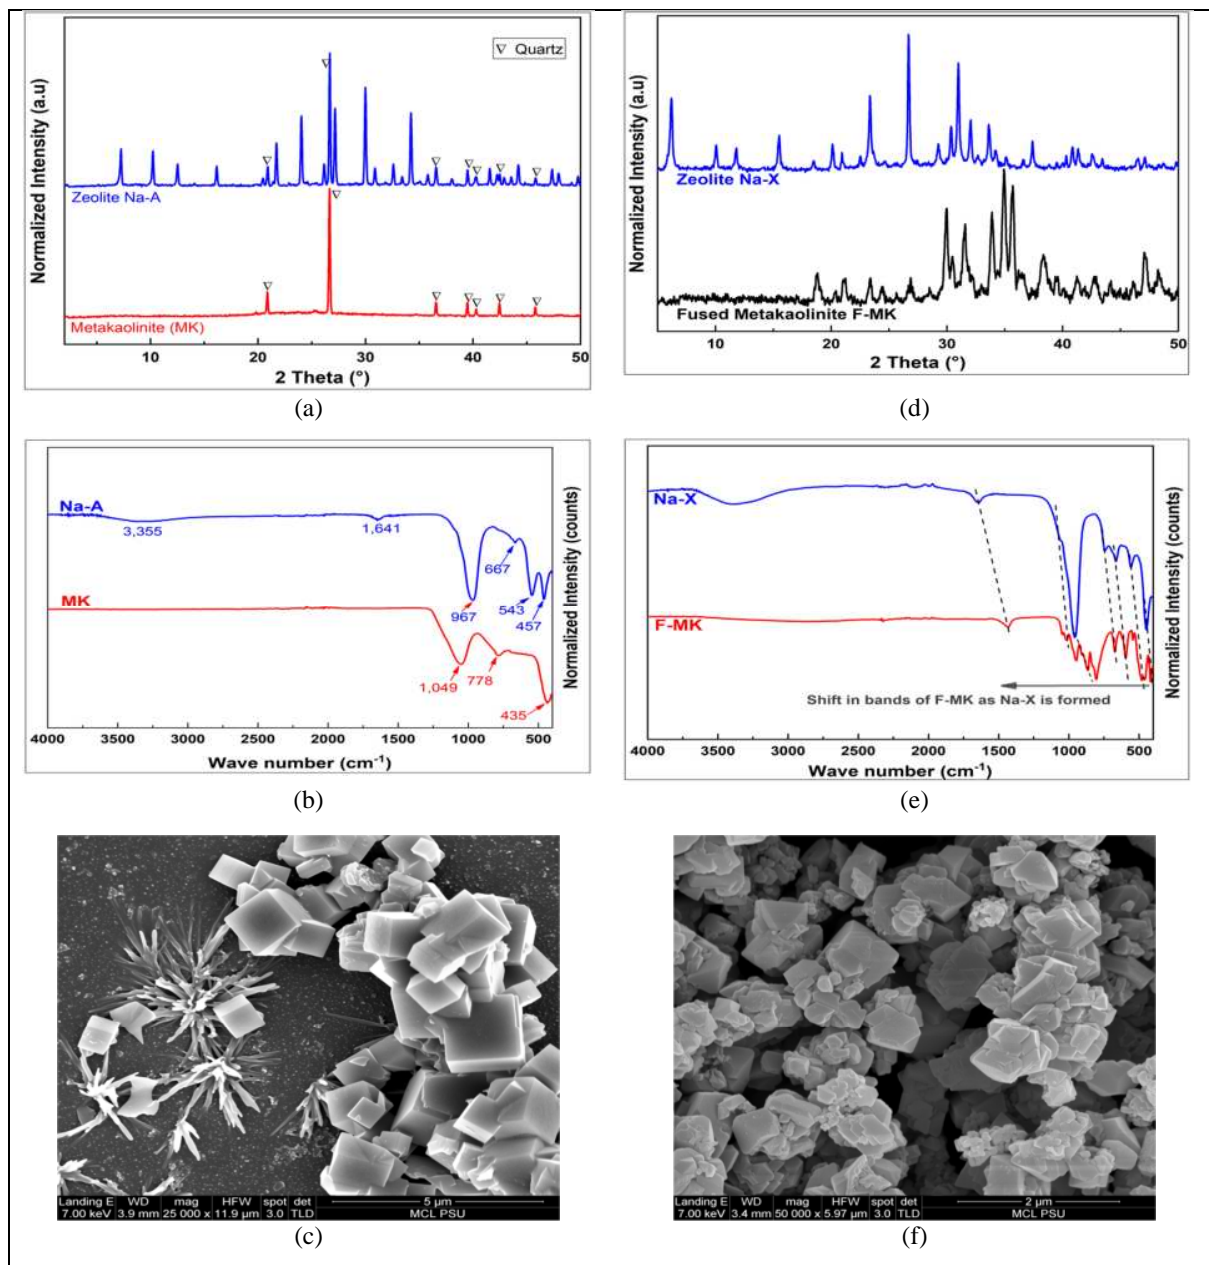 Normalized Intensity (a.u)
▽ Quartz
Zeolite Na-A
Metakaolinite (MK)
10 20 30 40 50
2 Theta (°)
(a)
Normalized Intensity (a.u)
Zeolite Na-X
Fused Metakaolinite F-MK
10 20 30 40 50
2 Theta (°)
(d)
Na-A
3,355
1,641
667
967
543
457
MK
1,049
778
435
Normalized Intensity (counts)
4000 3500 3000 2500 2000 1500 1000 500
Wave number (cm⁻¹)
(b)
Na-X
F-MK
Shift in bands of F-MK as Na-X is formed
Normalized Intensity (counts)
4000 3500 3000 2500 2000 1500 1000 500
Wave number (cm⁻¹)
(e)
Landing E WD mag HFW spot det 5 µm
7.00 keV 3.9 mm 25 000 x 11.9 µm 3.0 TLD MCL PSU
(c)
Landing E WD mag HFW spot det 2 µm
7.00 keV 3.4 mm 50 000 x 5.97 µm 3.0 TLD MCL PSU
(f)